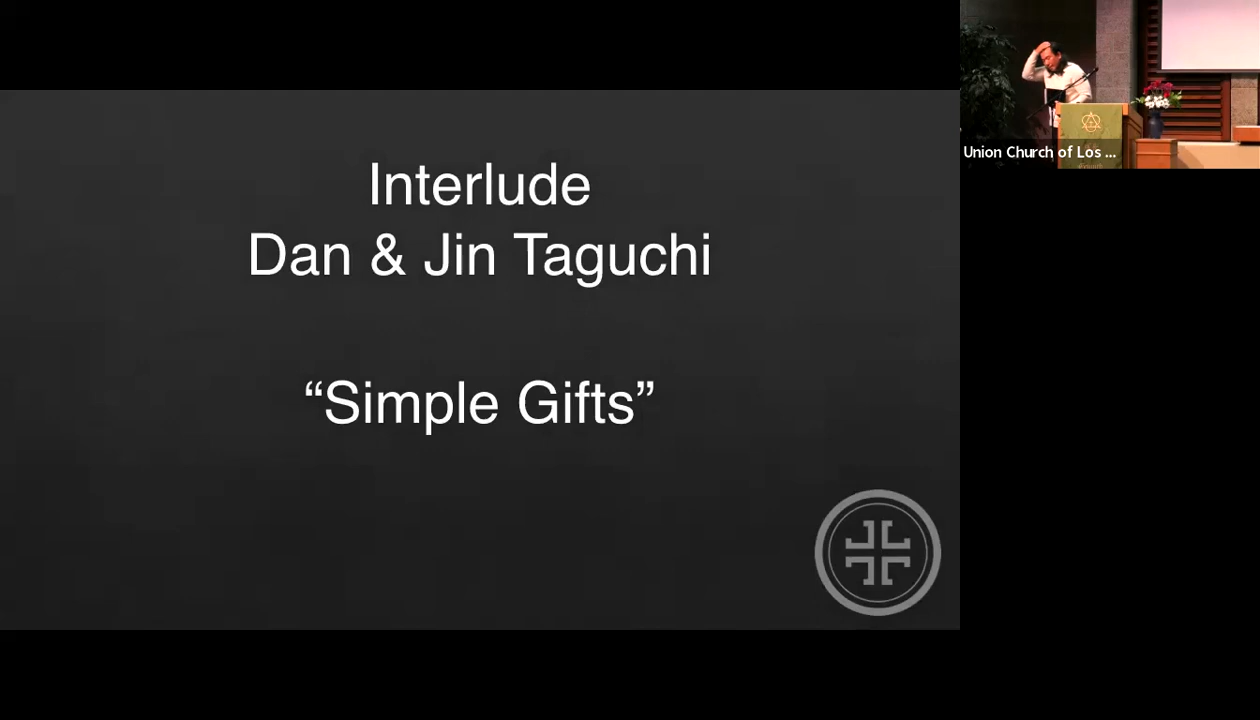 Interlude
Dan & Jin Taguchi
“Simple Gifts”
Union Church of Los ...